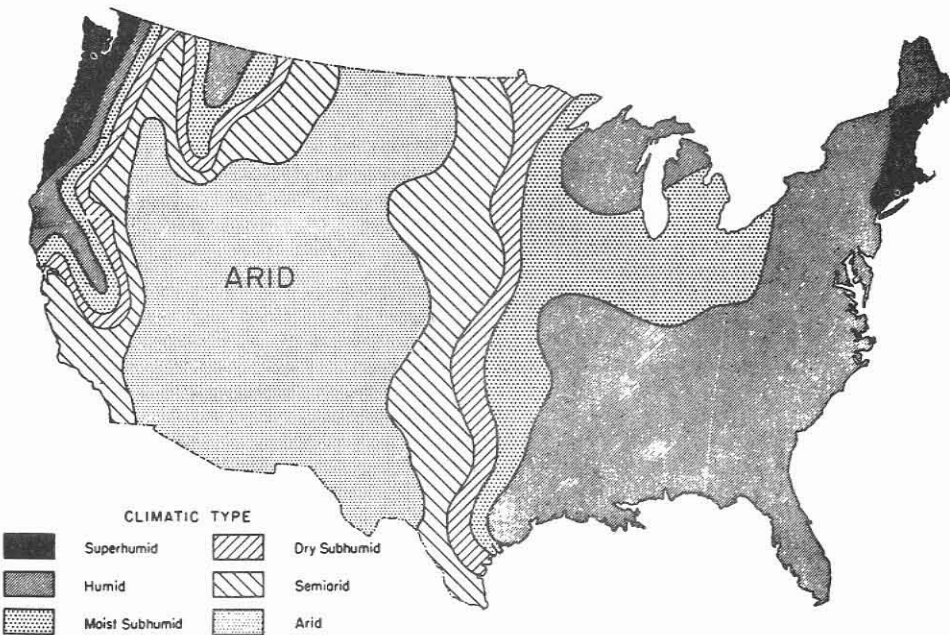 ARID
CLIMATIC TYPE
Superhumid
Humid
Moist Subhumid
Dry Subhumid
Semiarid
Arid